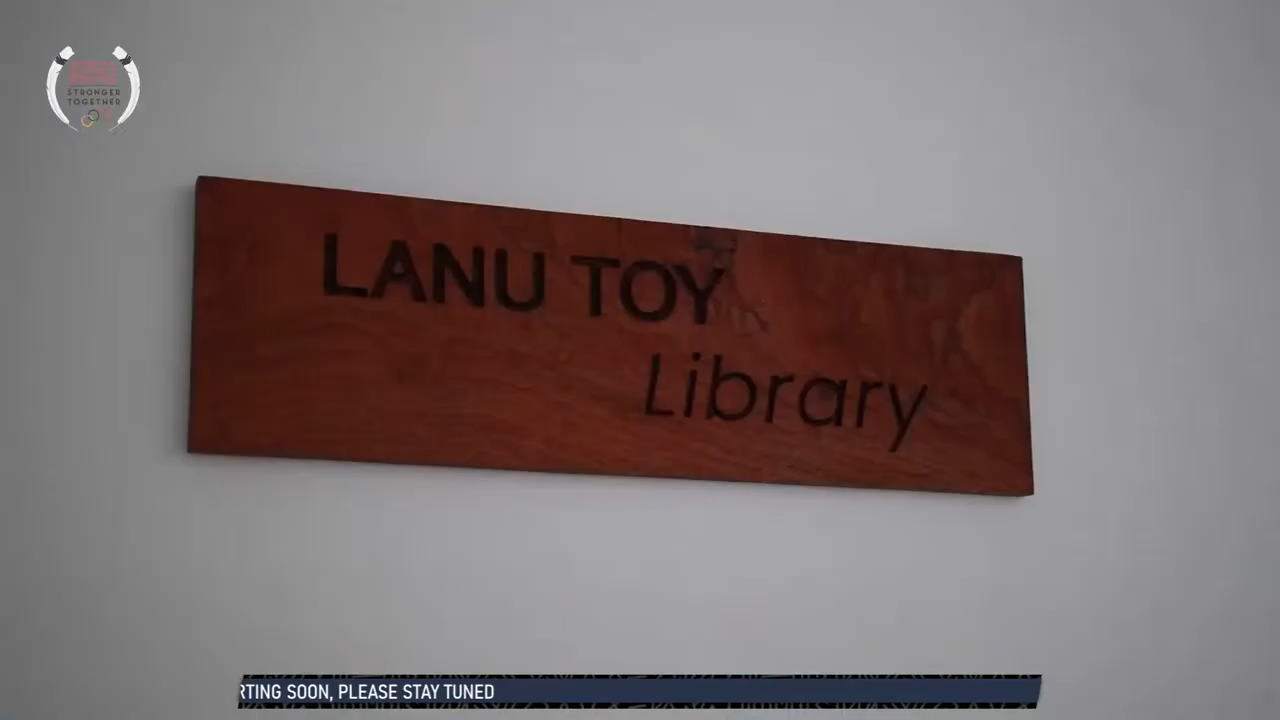 STRONGER
TOGETHER
LANU TOY
Library
RTING SOON, PLEASE STAY TUNED